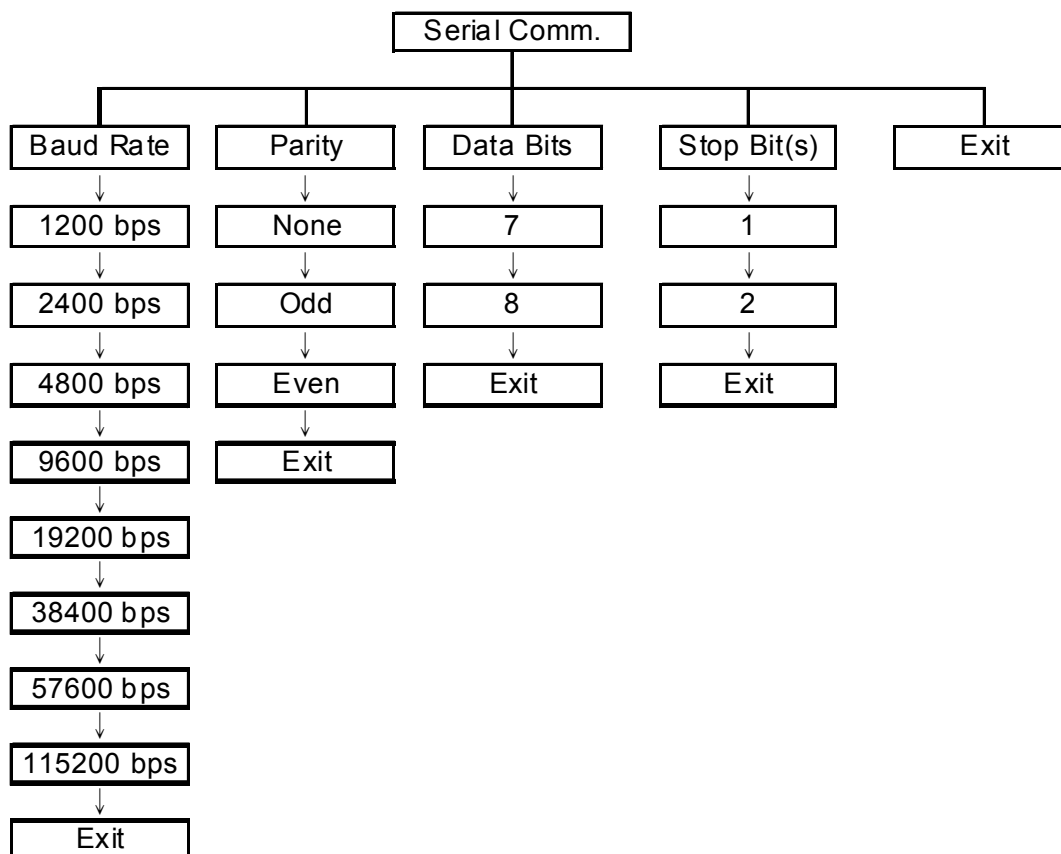 Serial Comm.
Baud Rate
Parity
Data Bits
Stop Bit(s)
Exit
1200 bps
None
7
1
2400 bps
Odd
8
2
4800 bps
Even
Exit
Exit
9600 bps
Exit
19200 bps
38400 bps
57600 bps
115200 bps
Exit